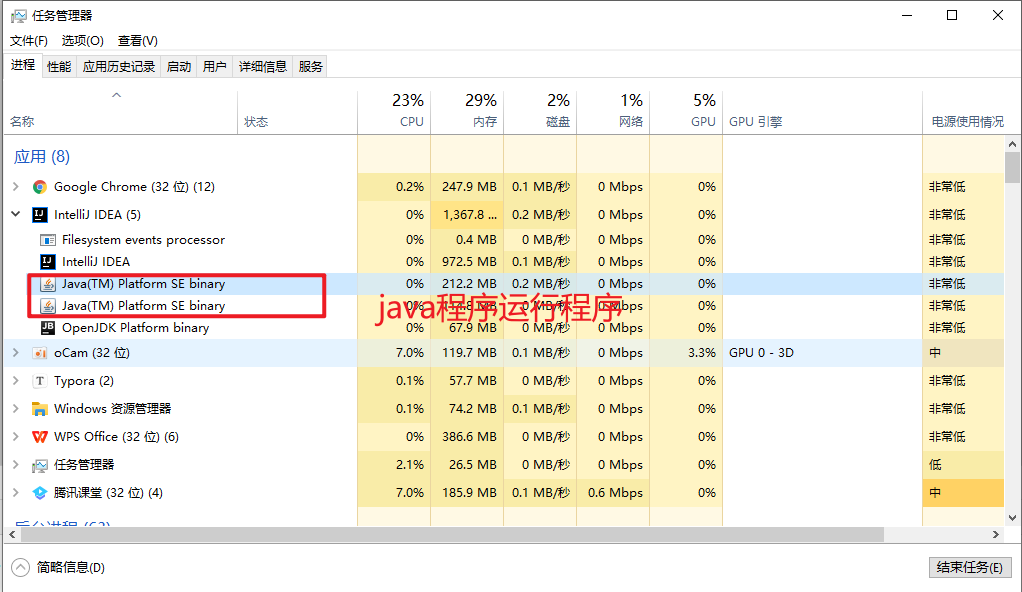 任务管理器
文件(F) 选项(O) 查看(V)
进程 性能 应用历史记录 启动 用户 详细信息 服务
23% 29% 2% 1% 5%
名称 状态 CPU 内存 磁盘 网络 GPU GPU 引擎 电源使用情况
应用 (8)
Google Chrome (32 位) (12) 0.2% 247.9 MB 0.1 MB/秒 0 Mbps 0% 非常低
IJ IntelliJ IDEA (5) 0% 1,367.8 ... 0.2 MB/秒 0 Mbps 0% 非常低
Filesystem events processor 0% 0.4 MB 0 MB/秒 0 Mbps 0% 非常低
IJ IntelliJ IDEA 0% 972.5 MB 0.1 MB/秒 0 Mbps 0% 非常低
Java(TM) Platform SE binary 0% 212.2 MB 0.2 MB/秒 0 Mbps 0% 非常低
Java(TM) Platform SE binary 0% MB 0 MB/秒 0 Mbps 0% 非常低
java程序运行程序
JB OpenJDK Platform binary 0% 67.9 MB 0 MB/秒 0 Mbps 0% 非常低
oCam (32 位) 7.0% 119.7 MB 0.1 MB/秒 0 Mbps 3.3% GPU 0 - 3D 中
T Typora (2) 0.1% 57.7 MB 0 MB/秒 0 Mbps 0% 非常低
Windows 资源管理器 0.1% 74.2 MB 0.1 MB/秒 0 Mbps 0% 非常低
WPS Office (32 位) (6) 0% 386.6 MB 0 MB/秒 0 Mbps 0% 非常低
任务管理器 2.1% 26.5 MB 0 MB/秒 0 Mbps 0% 低
腾讯课堂 (32 位) (4) 7.0% 185.9 MB 0.1 MB/秒 0.6 Mbps 0% 中
简略信息(D) 结束任务(E)